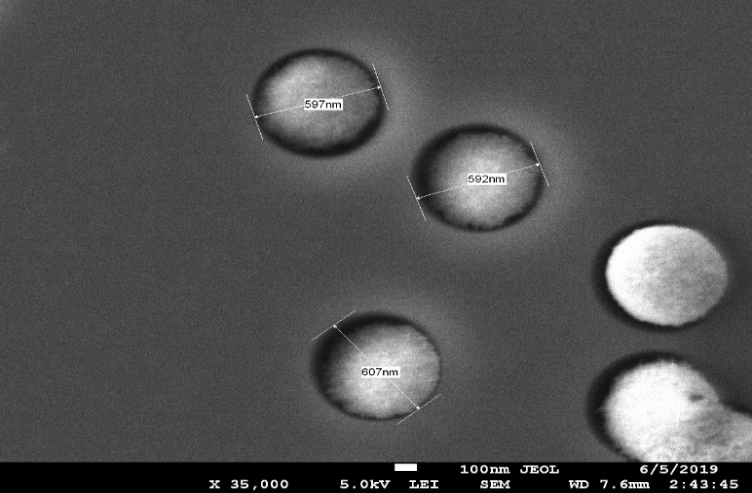 597nm
592nm
607nm
100nm JEOL 6/5/2019
X 35,000 5.0kV LEI SEM WD 7.6mm 2:43:45